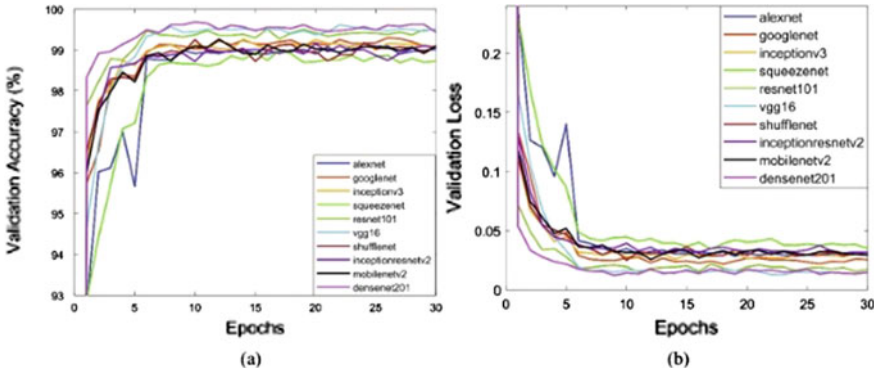 Validation Accuracy (%)
100
99
98
97
96
95
94
93
0
5
10
15
20
25
30
Epochs
alexnet
googlenet
inceptionv3
squeezenet
resnet101
vgg16
shufflenet
inceptionresnetv2
mobilenetv2
densenet201
(a)
Validation Loss
0.2
0.15
0.1
0.05
0
0
5
10
15
20
25
30
Epochs
alexnet
googlenet
inceptionv3
squeezenet
resnet101
vgg16
shufflenet
inceptionresnetv2
mobilenetv2
densenet201
(b)